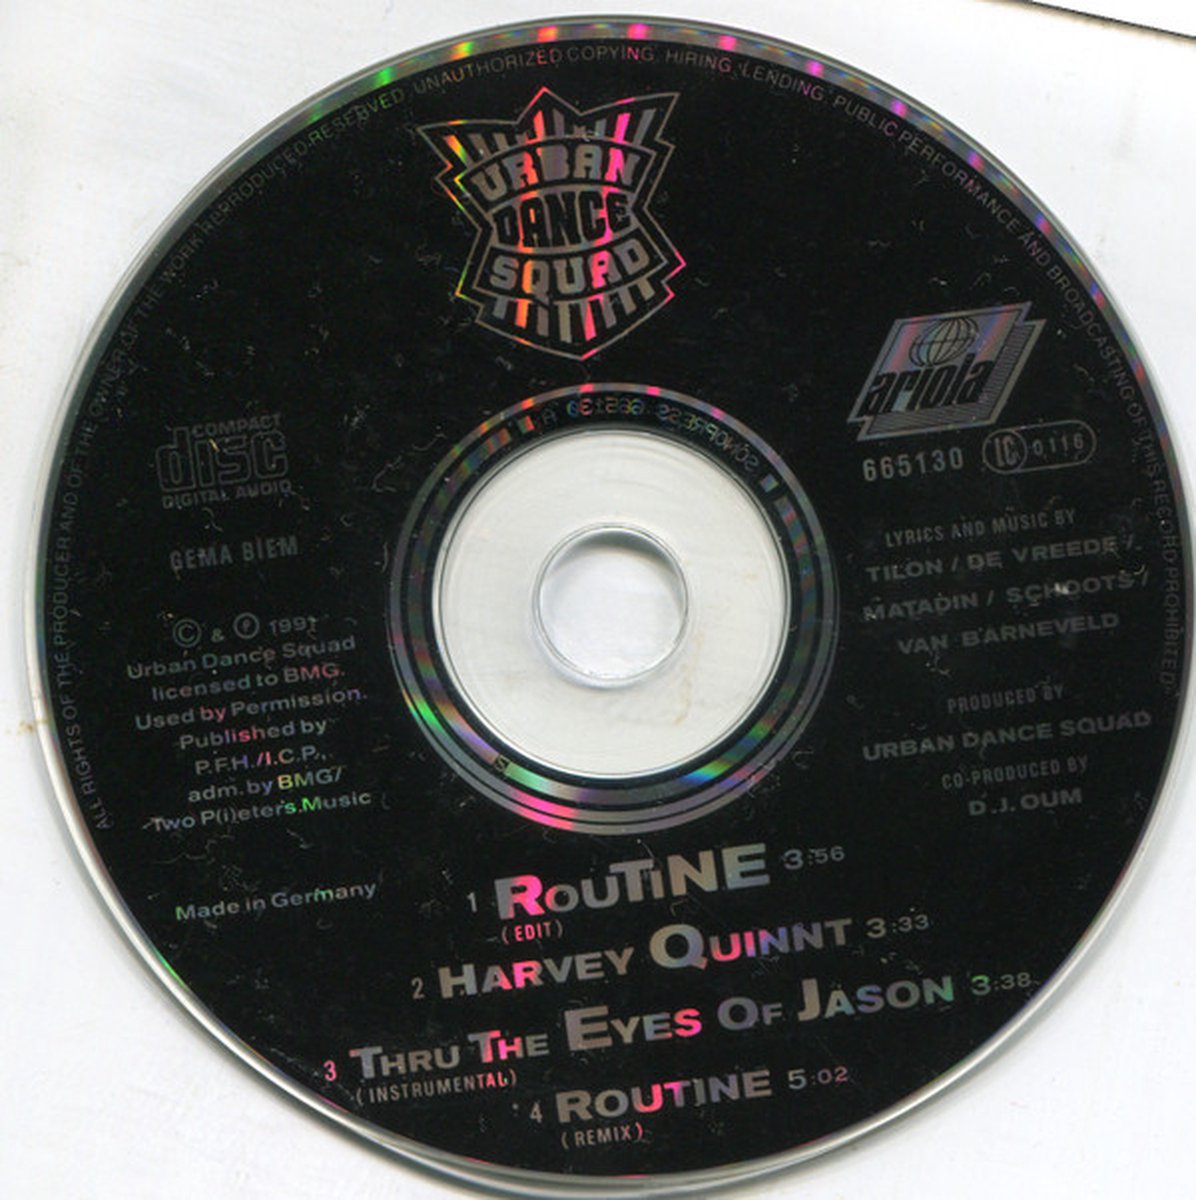 ALL RIGHTS OF THE PRODUCER AND OF THE OWNER OF THE WORK REPRODUCED RESERVED. UNAUTHORIZED COPYING, HIRING, LENDING, PUBLIC PERFORMANCE AND BROADCASTING OF THIS RECORD PROHIBITED.
URBAN
DANCE
SQUAD
ariola
665130 LC 0116
COMPACT
disc
DIGITAL AUDIO
GEMA BIEM
© & ℗ 1991
Urban Dance Squad
licensed to BMG.
Used by Permission.
Published by
P.F.H./I.C.P.,
adm. by BMG/
Two P(i)eters Music
Made in Germany
LYRICS AND MUSIC BY
TILON / DE VREEDE /
MATADIN / SCHOOTS /
VAN BARNEVELD
PRODUCED BY
URBAN DANCE SQUAD
CO-PRODUCED BY
D.J. OUM
1 ROUTINE 3:56
(EDIT)
2 HARVEY QUINNT 3:33
3 THRU THE EYES OF JASON 3:38
(INSTRUMENTAL)
4 ROUTINE 5:02
(REMIX)